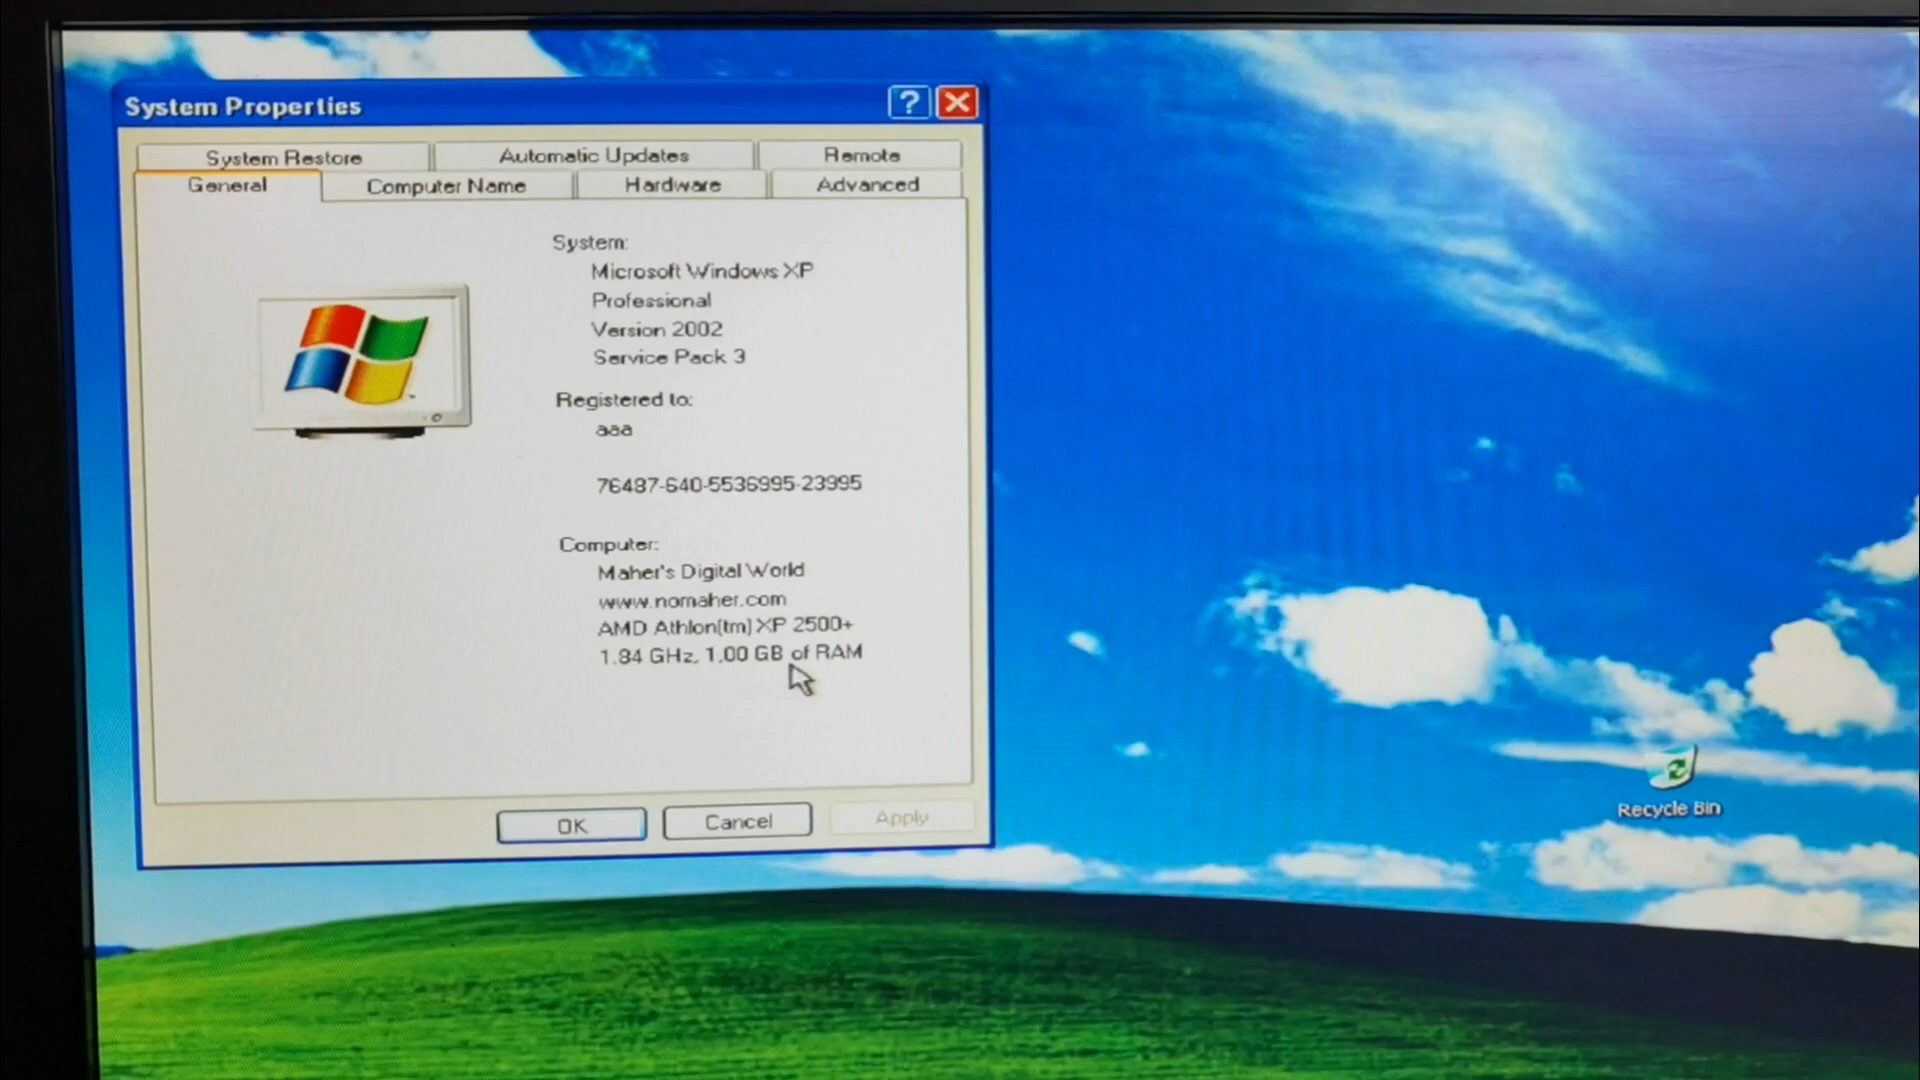 System Properties
?
System Restore Automatic Updates Remote
General Computer Name Hardware Advanced
System:
Microsoft Windows XP
Professional
Version 2002
Service Pack 3
Registered to:
aaa
76487-640-5536995-23995
Computer:
Maher's Digital World
www.nomaher.com
AMD Athlon(tm) XP 2500+
1.84 GHz, 1.00 GB of RAM
OK Cancel Apply
Recycle Bin